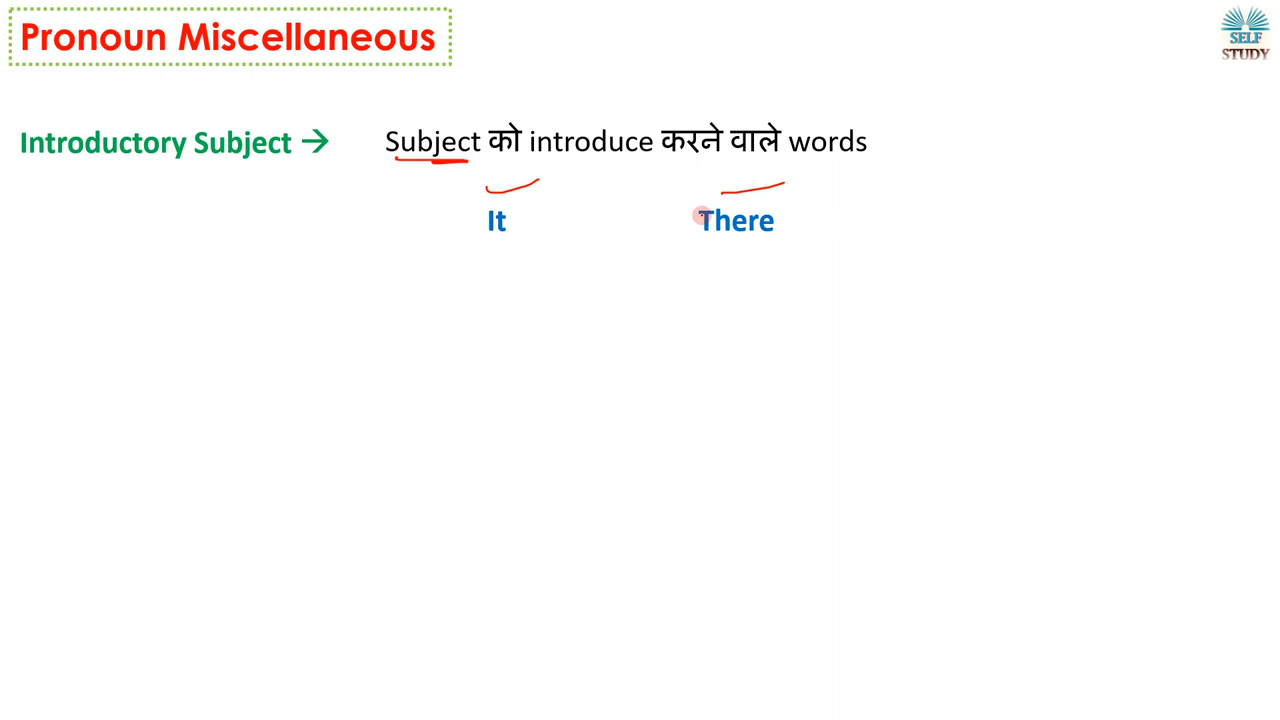 Pronoun Miscellaneous
SELF
STUDY
Introductory Subject → Subject को introduce करने वाले words
It There